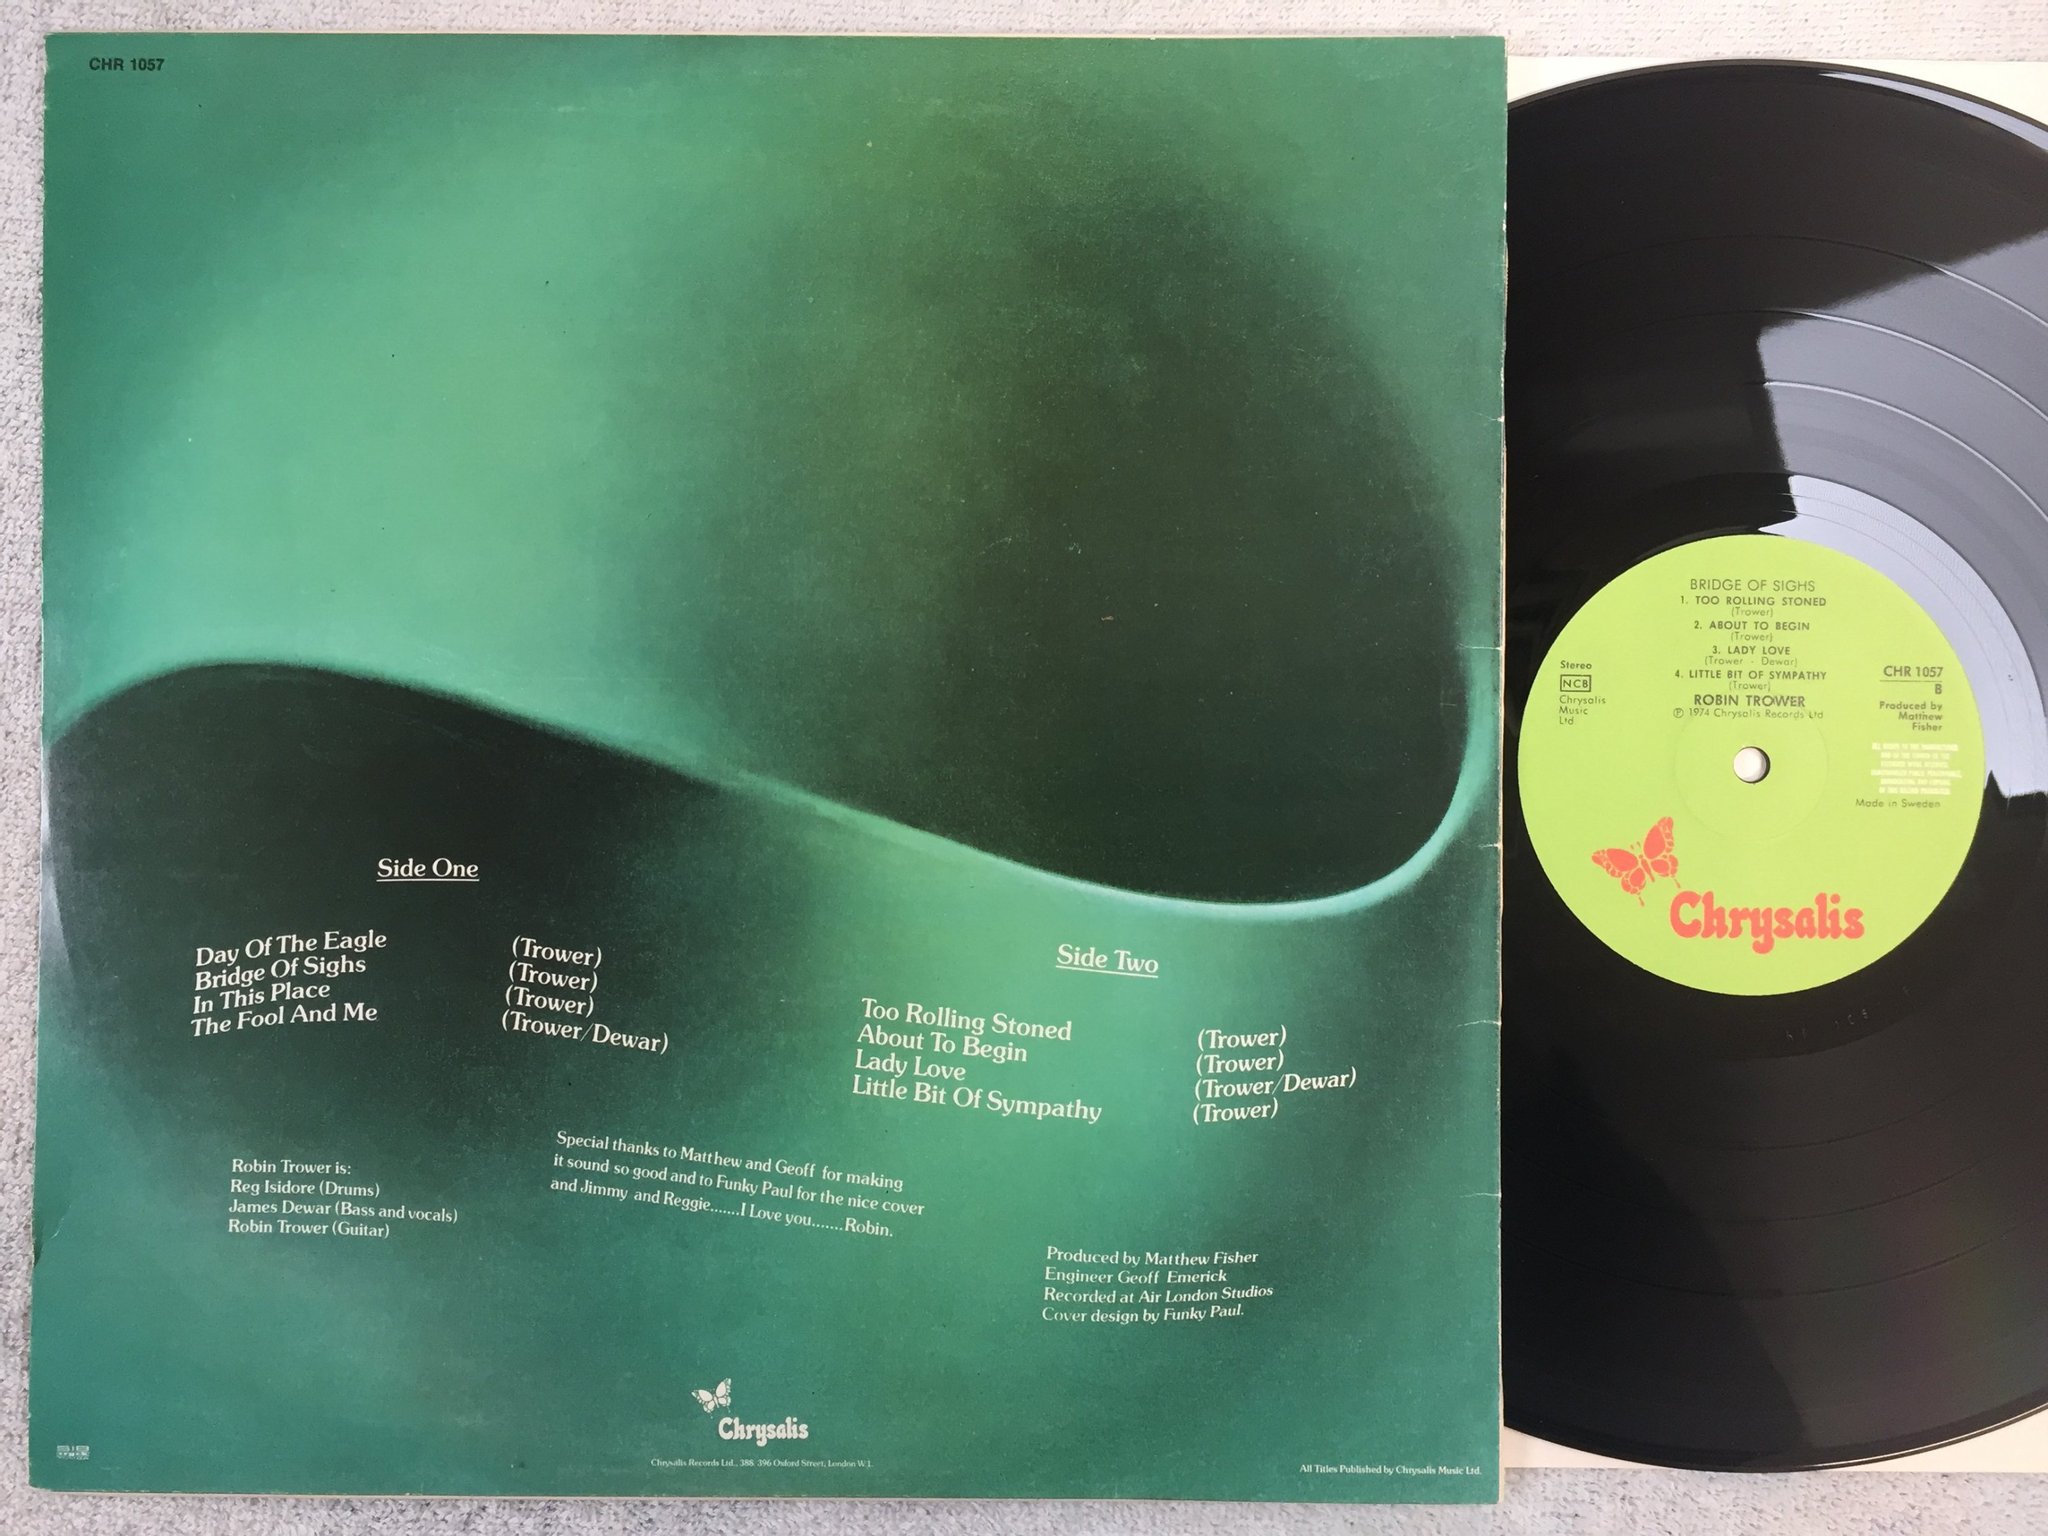 CHR 1057
Side One
Day Of The Eagle (Trower)
Bridge Of Sighs (Trower)
In This Place (Trower)
The Fool And Me (Trower/Dewar)
Side Two
Too Rolling Stoned (Trower)
About To Begin (Trower)
Lady Love (Trower/Dewar)
Little Bit Of Sympathy (Trower)
Robin Trower is:
Reg Isidore (Drums)
James Dewar (Bass and vocals)
Robin Trower (Guitar)
Special thanks to Matthew and Geoff for making
it sound so good and to Funky Paul for the nice cover
and Jimmy and Reggie.......I Love you.......Robin.
Produced by Matthew Fisher
Engineer Geoff Emerick
Recorded at Air London Studios
Cover design by Funky Paul.
Chrysalis
Chrysalis Records Ltd., 388, 396 Oxford Street, London W.1.
All Titles Published by Chrysalis Music Ltd.
BRIDGE OF SIGHS
1. TOO ROLLING STONED
(Trower)
2. ABOUT TO BEGIN
(Trower)
3. LADY LOVE
(Trower - Dewar)
4. LITTLE BIT OF SYMPATHY
(Trower)
ROBIN TROWER
℗ 1974 Chrysalis Records Ltd
Stereo
NCB
Chrysalis
Music
Ltd
CHR 1057
B
Produced by
Matthew
Fisher
Made in Sweden
Chrysalis